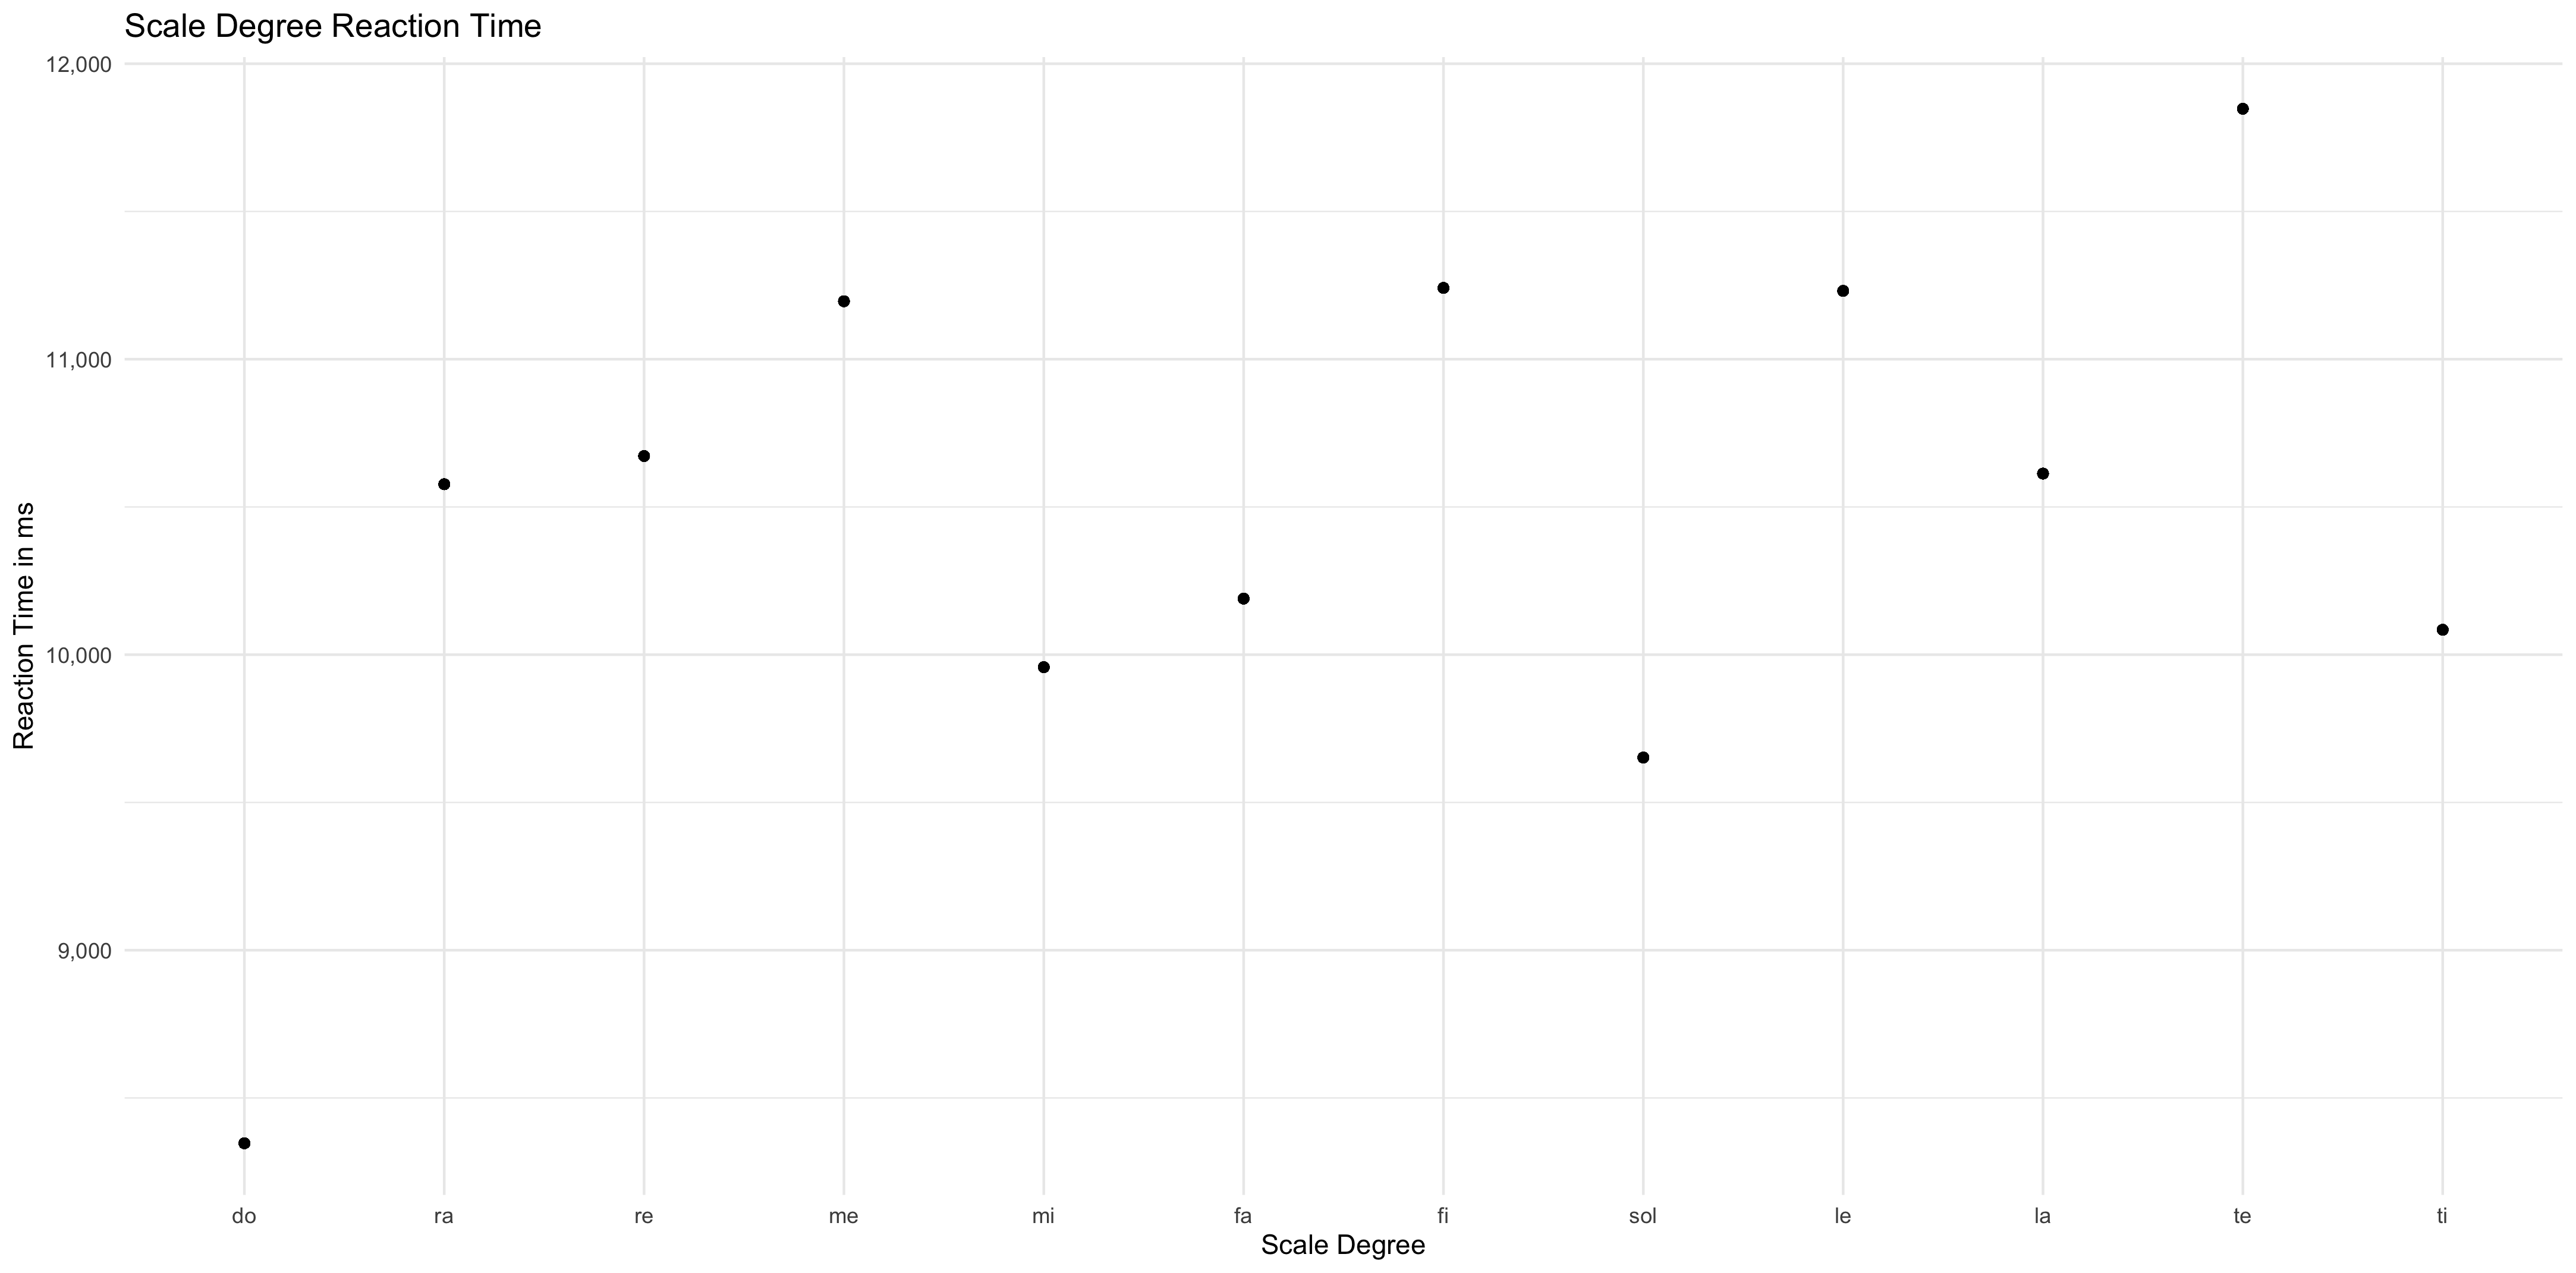 Scale Degree Reaction Time
12,000
11,000
10,000
9,000
Reaction Time in ms
do ra re me mi fa fi sol le la te ti
Scale Degree